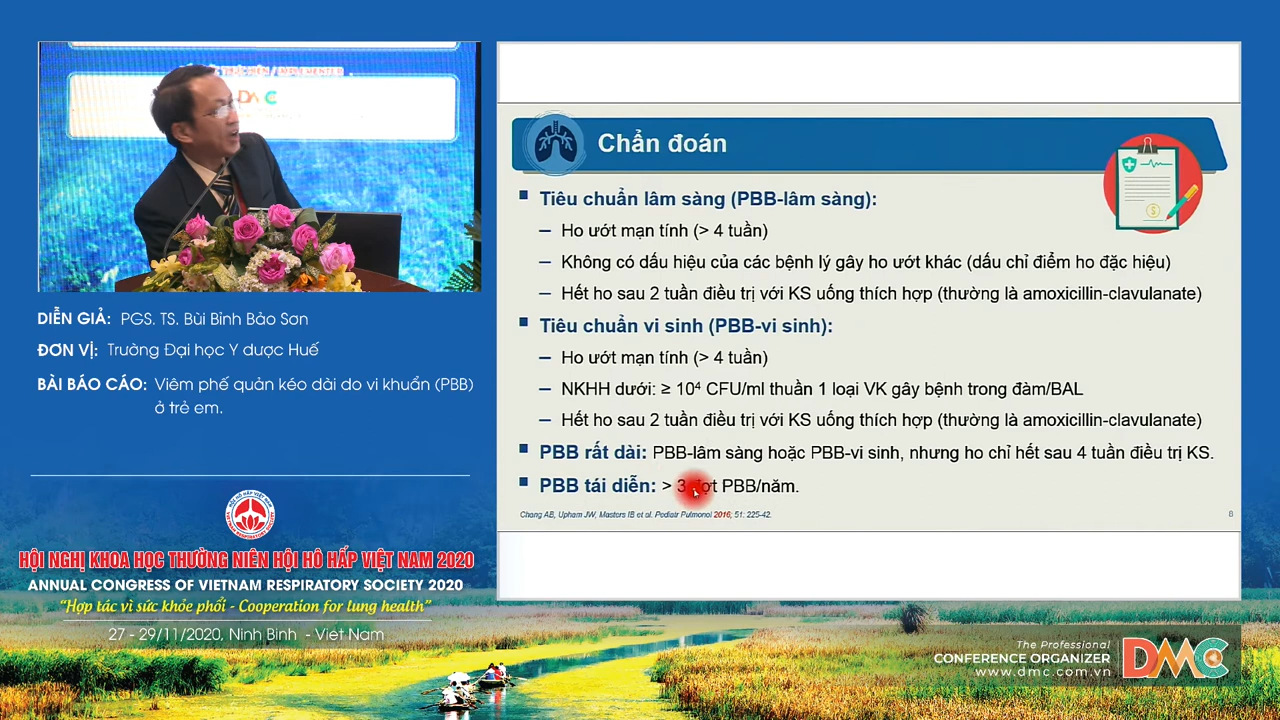 DMC
DIỄN GIẢ: PGS. TS. Bùi Bỉnh Bảo Sơn
ĐƠN VỊ: Trường Đại học Y dược Huế
BÀI BÁO CÁO: Viêm phế quản kéo dài do vi khuẩn (PBB)
ở trẻ em.
HỘI NGHỊ KHOA HỌC THƯỜNG NIÊN HỘI HÔ HẤP VIỆT NAM 2020
ANNUAL CONGRESS OF VIETNAM RESPIRATORY SOCIETY 2020
“Hợp tác vì sức khỏe phổi - Cooperation for lung health”
27 - 29/11/2020, Ninh Bình - Việt Nam
Chẩn đoán
Tiêu chuẩn lâm sàng (PBB-lâm sàng):
– Ho ướt mạn tính (> 4 tuần)
– Không có dấu hiệu của các bệnh lý gây ho ướt khác (dấu chỉ điểm ho đặc hiệu)
– Hết ho sau 2 tuần điều trị với KS uống thích hợp (thường là amoxicillin-clavulanate)
Tiêu chuẩn vi sinh (PBB-vi sinh):
– Ho ướt mạn tính (> 4 tuần)
– NKHH dưới: ≥ 10⁴ CFU/ml thuần 1 loại VK gây bệnh trong đàm/BAL
– Hết ho sau 2 tuần điều trị với KS uống thích hợp (thường là amoxicillin-clavulanate)
PBB rất dài: PBB-lâm sàng hoặc PBB-vi sinh, nhưng ho chỉ hết sau 4 tuần điều trị KS.
PBB tái diễn: > 3 đợt PBB/năm.
Chang AB, Upham JW, Masters IB et al. Pediatr Pulmonol 2016; 51: 225-42.
8
The Professional
CONFERENCE ORGANIZER
www.dmc.com.vn
DMC